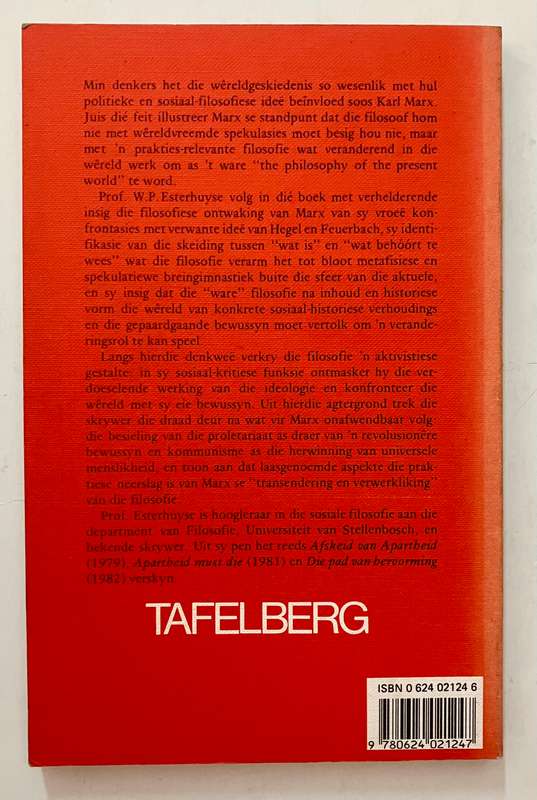 Min denkers het die wêreldgeskiedenis so wesenlik met hul
politieke en sosiaal-filosofiese ideë beïnvloed soos Karl Marx.
Juis dié feit illustreer Marx se standpunt dat die filosoof hom
nie met wêreldvreemde spekulasies moet besig hou nie, maar
met 'n prakties-relevante filosofie wat veranderend in die
wêreld werk om as 't ware "the philosophy of the present
world" te word.
Prof. W.P. Esterhuyse volg in dié boek met verhelderende
insig die filosofiese ontwaking van Marx van sy vroeë kon-
frontasies met verwante ideë van Hegel en Feuerbach, sy identi-
fikasie van die skeiding tussen "wat is" en "wat behóórt te
wees" wat die filosofie verarm het tot bloot metafisiese en
spekulatiewe breingimnastiek buite die sfeer van die aktuele,
en sy insig dat die "ware" filosofie na inhoud en historiese
vorm die wêreld van konkrete sosiaal-historiese verhoudings
en die gepaardgaande bewussyn moet vertolk om 'n verande-
ringsrol te kan speel.
Langs hierdie denkweë verkry die filosofie 'n aktivistiese
gestalte: in sy sosiaal-kritiese funksie ontmasker hy die ver-
doeselende werking van die ideologie en konfronteer die
wêreld met sy eie bewussyn. Uit hierdie agtergrond trek die
skrywer die draad deur na wat vir Marx onafwendbaar volg:
die besieling van die proletariaat as draer van 'n revolusionêre
bewussyn en kommunisme as die herwinning van universele
menslikheid, en toon aan dat laasgenoemde aspekte die prak-
tiese neerslag is van Marx se "transendering en verwerkliking"
van die filosofie.
Prof. Esterhuyse is hoogleraar in die sosiale filosofie aan die
department van Filosofie, Universiteit van Stellenbosch, en
bekende skrywer. Uit sy pen het reeds Afskeid van Apartheid
(1979), Apartheid must die (1981) en Die pad van hervorming
(1982) verskyn.
TAFELBERG
ISBN 0 624 02124 6
9 780624 021247